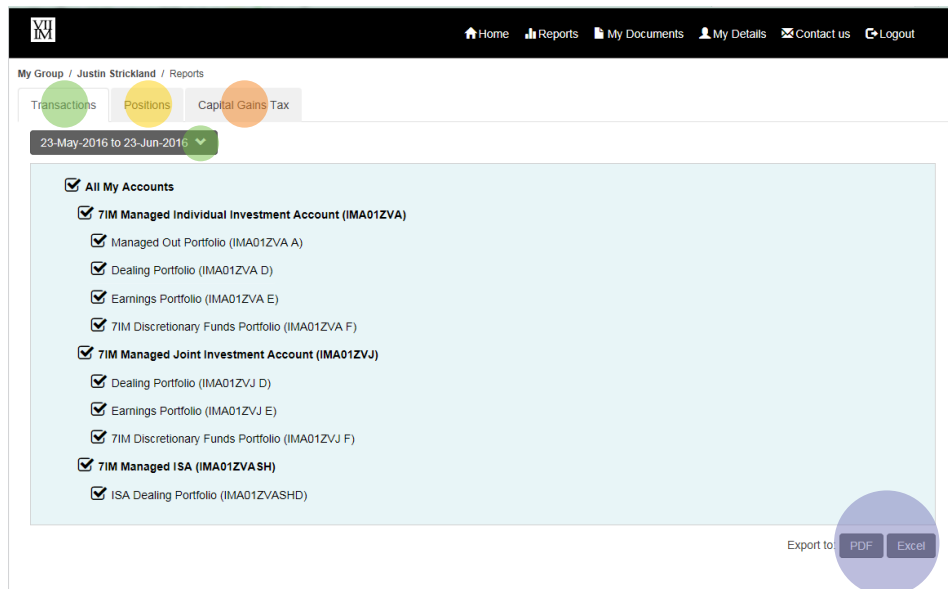 VII
IM
Home Reports My Documents My Details Contact us Logout
My Group / Justin Strickland / Reports
Transactions Positions Capital Gains Tax
23-May-2016 to 23-Jun-2016
All My Accounts
7IM Managed Individual Investment Account (IMA01ZVA)
Managed Out Portfolio (IMA01ZVA A)
Dealing Portfolio (IMA01ZVA D)
Earnings Portfolio (IMA01ZVA E)
7IM Discretionary Funds Portfolio (IMA01ZVA F)
7IM Managed Joint Investment Account (IMA01ZVJ)
Dealing Portfolio (IMA01ZVJ D)
Earnings Portfolio (IMA01ZVJ E)
7IM Discretionary Funds Portfolio (IMA01ZVJ F)
7IM Managed ISA (IMA01ZVASH)
ISA Dealing Portfolio (IMA01ZVASHD)
Export to: PDF Excel